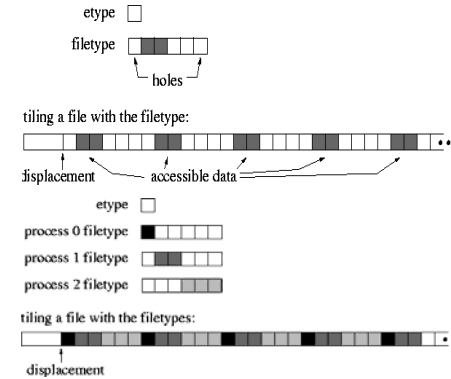 etype
filetype
holes
tiling a file with the filetype:
displacement accessible data
etype
process 0 filetype
process 1 filetype
process 2 filetype
tiling a file with the filetypes:
displacement